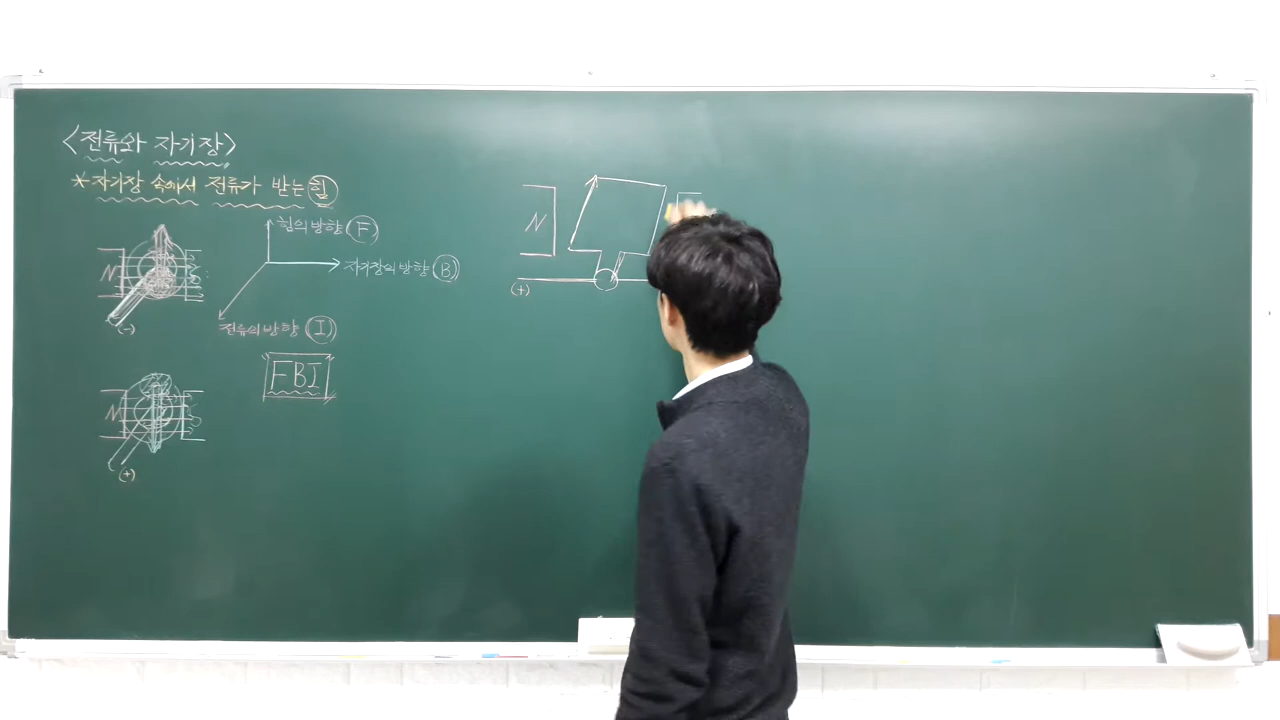 <전류와 자기장>
*자기장 속에서 전류가 받는 힘
힘의 방향 (F)
자기장의 방향 (B)
전류의 방향 (I)
N
(-)
FBI
N
(+)
N
(+)